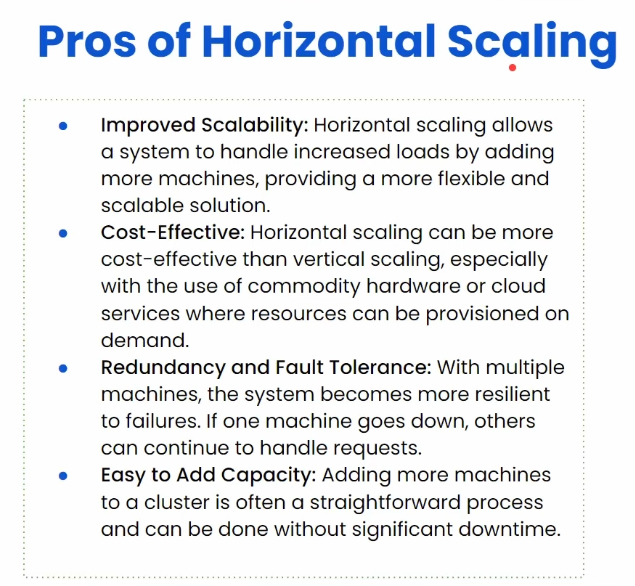 Pros of Horizontal Scaling
Improved Scalability: Horizontal scaling allows
a system to handle increased loads by adding
more machines, providing a more flexible and
scalable solution.
Cost-Effective: Horizontal scaling can be more
cost-effective than vertical scaling, especially
with the use of commodity hardware or cloud
services where resources can be provisioned on
demand.
Redundancy and Fault Tolerance: With multiple
machines, the system becomes more resilient
to failures. If one machine goes down, others
can continue to handle requests.
Easy to Add Capacity: Adding more machines
to a cluster is often a straightforward process
and can be done without significant downtime.